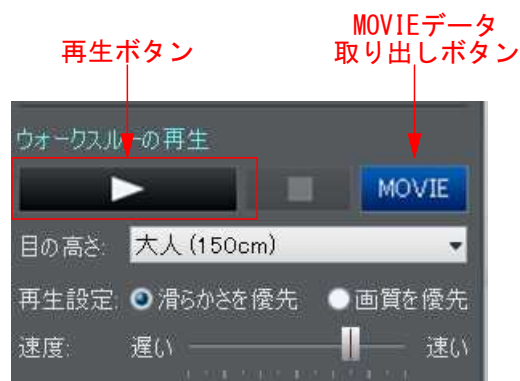 再生ボタン
MOVIEデータ
取り出しボタン
ウォークスルーの再生
MOVIE
目の高さ: 大人(150cm)
再生設定: 滑らかさを優先 画質を優先
速度: 遅い 速い